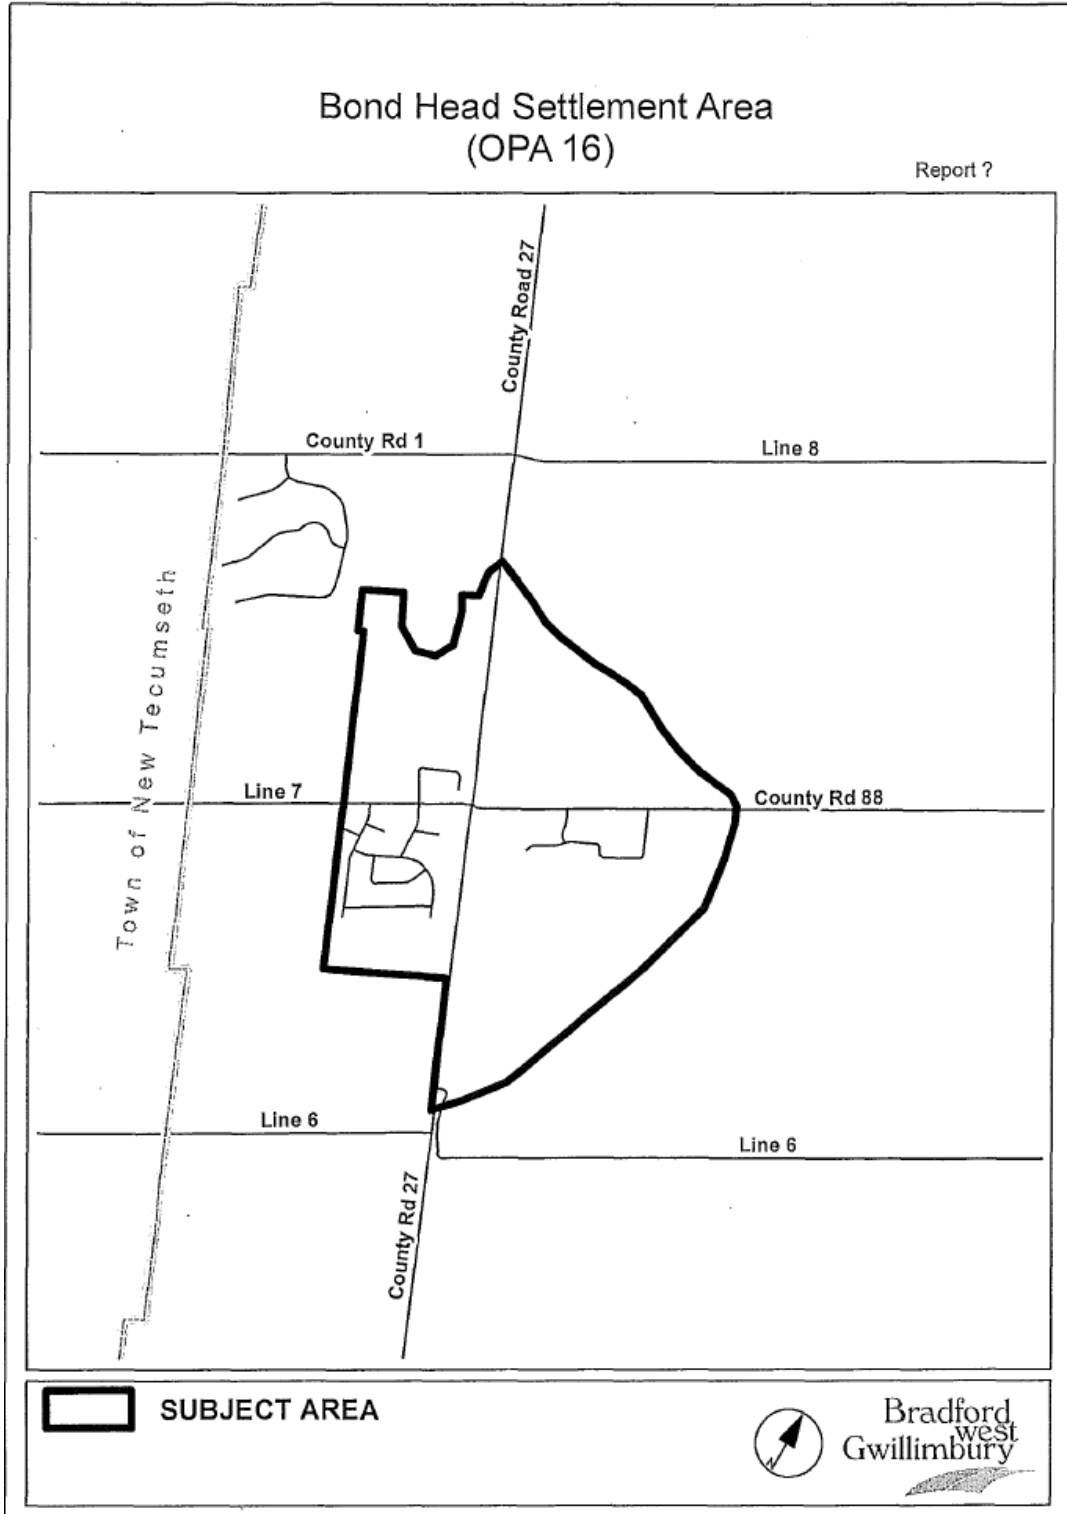 Bond Head Settlement Area
(OPA 16)
Report ?
County Road 27
County Rd 1
Line 8
Town of New Tecumseth
Line 7
County Rd 88
Line 6
Line 6
County Rd 27
SUBJECT AREA
N
Bradford
west
Gwillimbury